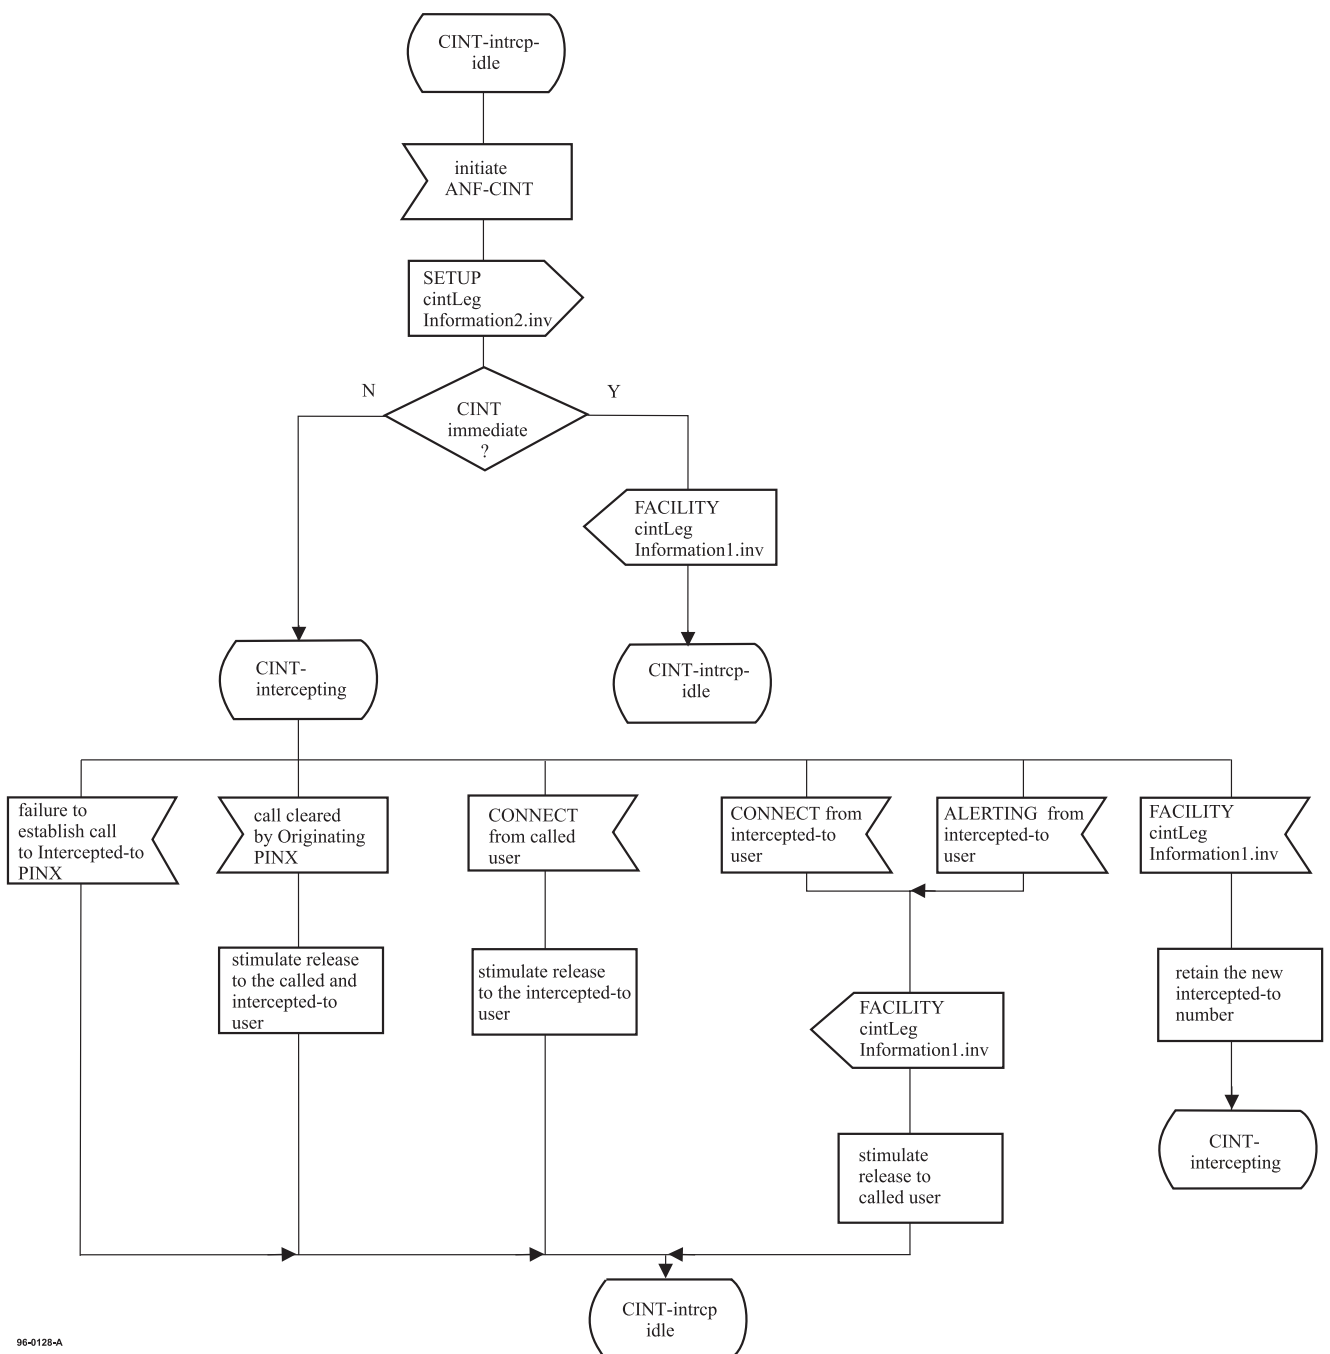 CINT-intrcp-
idle
initiate
ANF-CINT
SETUP
cintLeg
Information2.inv
N
Y
CINT
immediate
?
FACILITY
cintLeg
Information1.inv
CINT-
intercepting
CINT-intrcp-
idle
failure to
establish call
to Intercepted-to
PINX
call cleared
by Originating
PINX
CONNECT
from called
user
CONNECT from
intercepted-to
user
ALERTING from
intercepted-to
user
FACILITY
cintLeg
Information1.inv
stimulate release
to the called and
intercepted-to
user
stimulate release
to the intercepted-to
user
FACILITY
cintLeg
Information1.inv
retain the new
intercepted-to
number
stimulate
release to
called user
CINT-
intercepting
CINT-intrcp
idle
96-0128-A